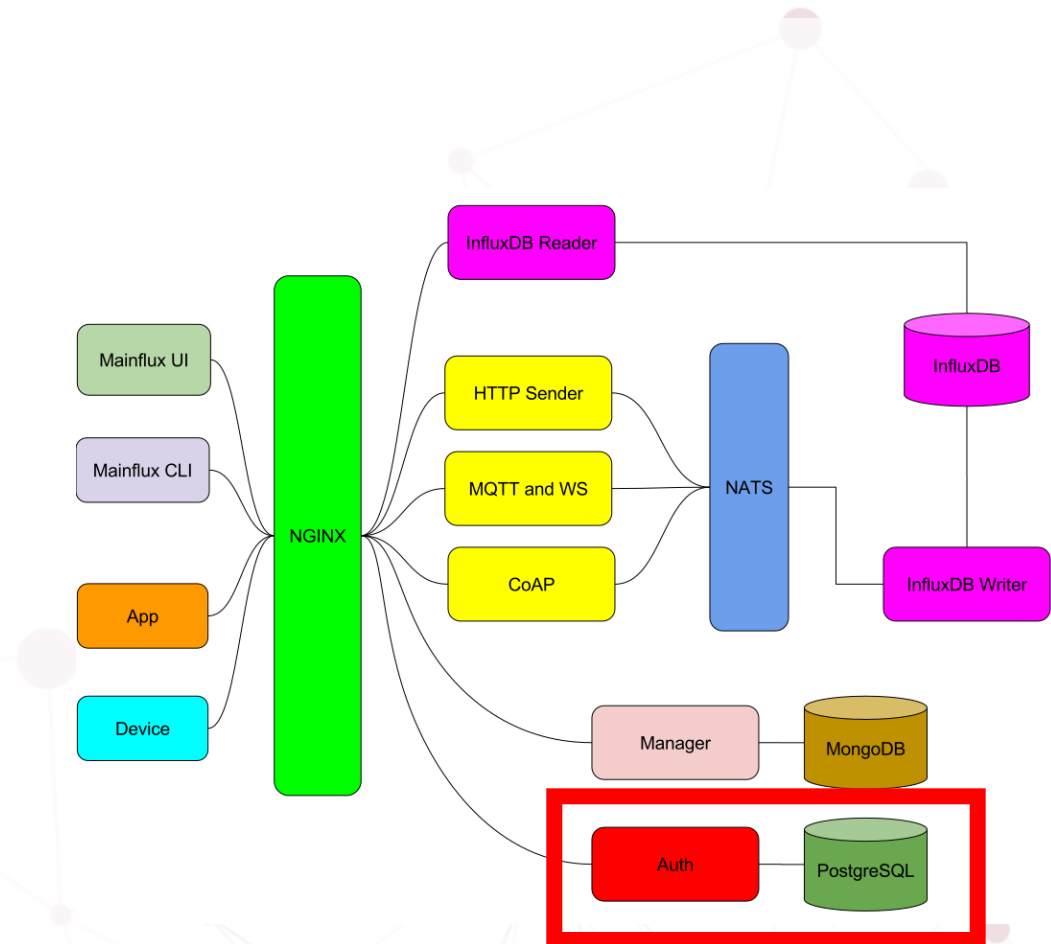 InfluxDB Reader
Mainflux UI
InfluxDB
HTTP Sender
Mainflux CLI
MQTT and WS
NATS
NGINX
CoAP
InfluxDB Writer
App
Device
Manager
MongoDB
Auth
PostgreSQL